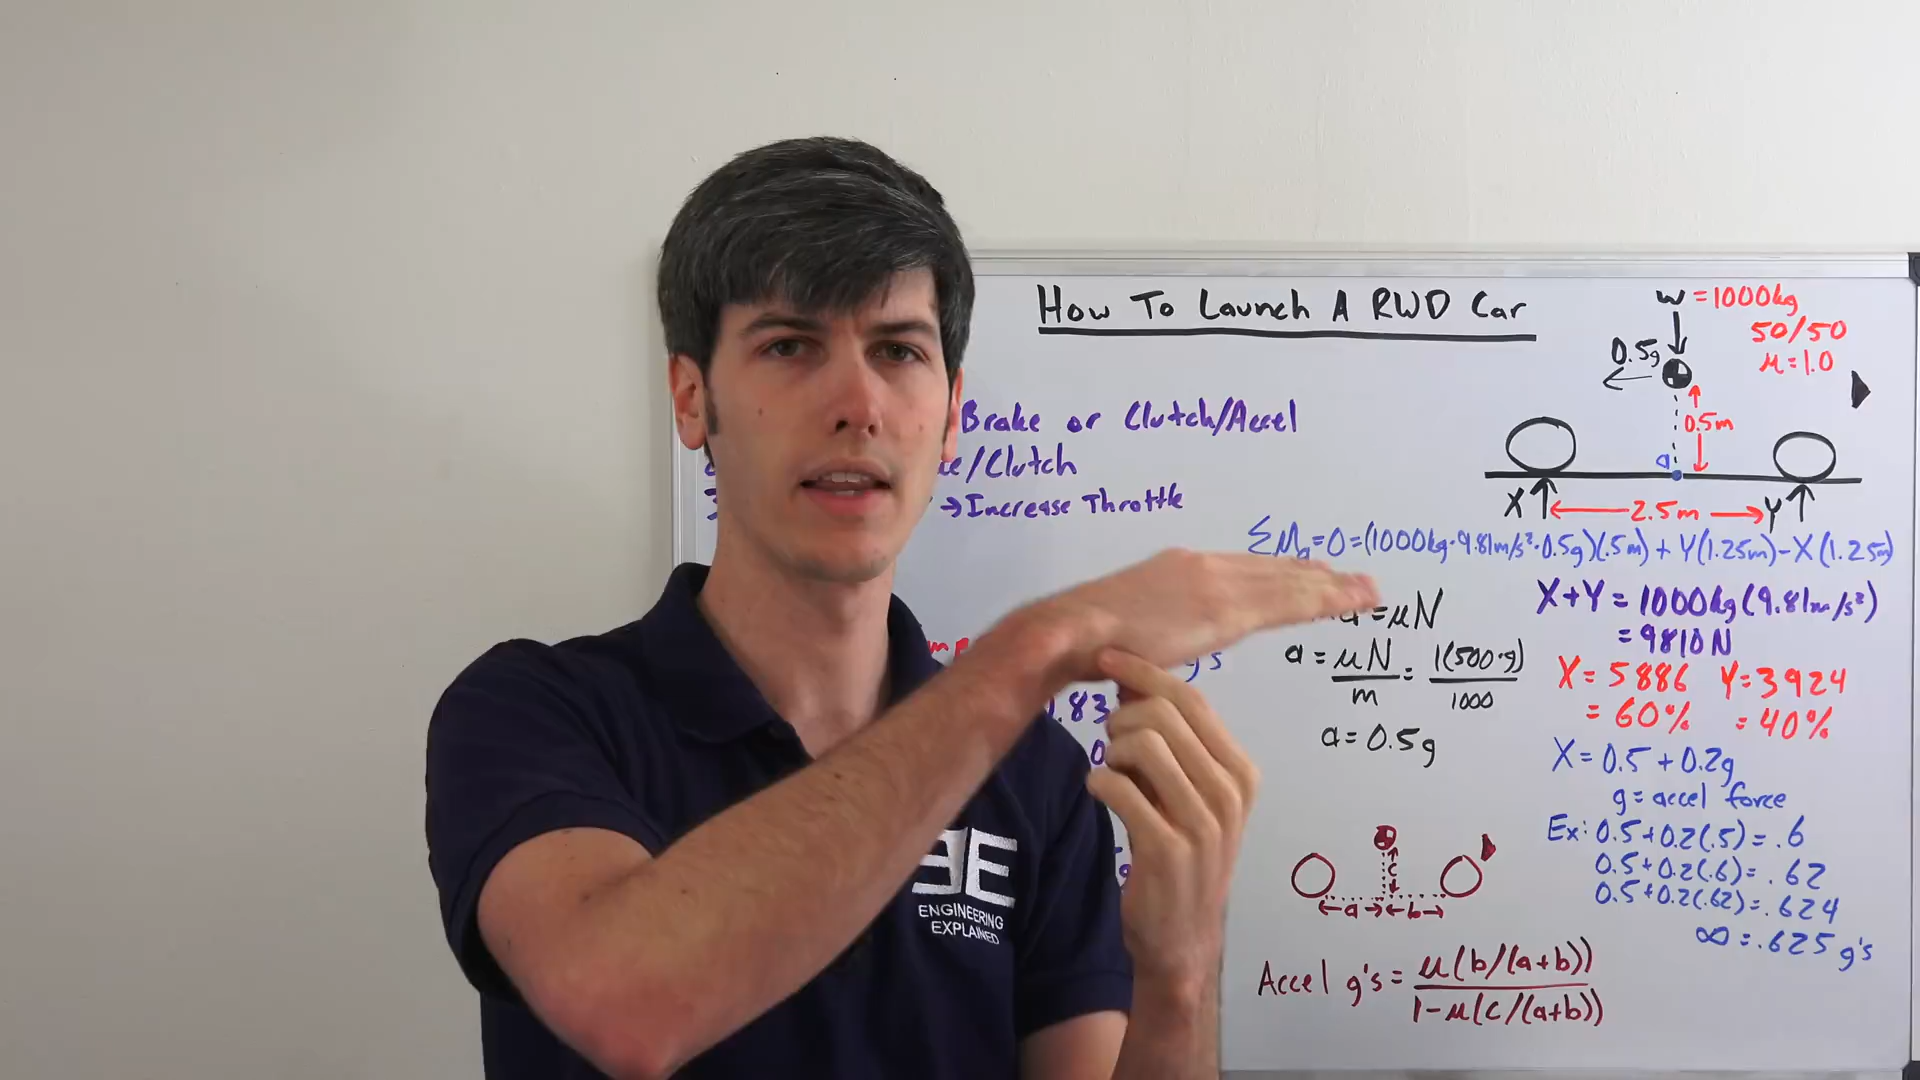 How To Launch A RWD Car
Brake or Clutch/Accel
/Clutch
→ Increase Throttle
g's
.83
W = 1000kg
50/50
μ = 1.0
0.5g
0.5m
a
X
2.5m
Y
ΣMa = 0 = (1000kg·9.81m/s²·0.5g)(.5m) + Y(1.25m) - X(1.25m)
= μN
a = μN/m = 1(500·g)/1000
a = 0.5g
X+Y = 1000kg(9.81m/s²)
= 9810N
X = 5886 Y = 3924
= 60% = 40%
X = 0.5 + 0.2g
g = accel force
Ex: 0.5+0.2(.5) = .6
0.5+0.2(.6) = .62
0.5+0.2(.62) = .624
∞ = .625 g's
c
a b
Accel g's = μ(b/(a+b))
1-μ(c/(a+b))
EE
ENGINEERING
EXPLAINED